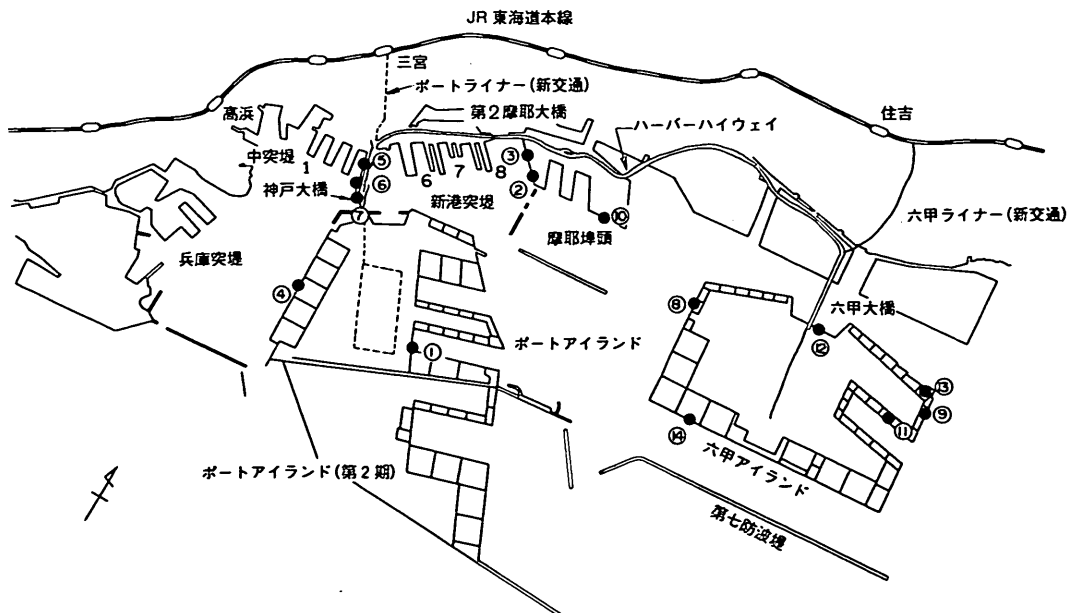 JR 東海道本線
三宮
ポートライナー(新交通)
高浜
第2摩耶大橋
ハーバーハイウェイ
住吉
中突堤
1
⑤
③
6
7
8
⑥
②
神戸大橋
新港突堤
⑩
⑦
六甲ライナー(新交通)
摩耶埠頭
兵庫突堤
④
⑧
六甲大橋
ポートアイランド
①
⑫
⑬
⑨
⑪
⑭
六甲アイランド
ポートアイランド(第2期)
第七防波堤